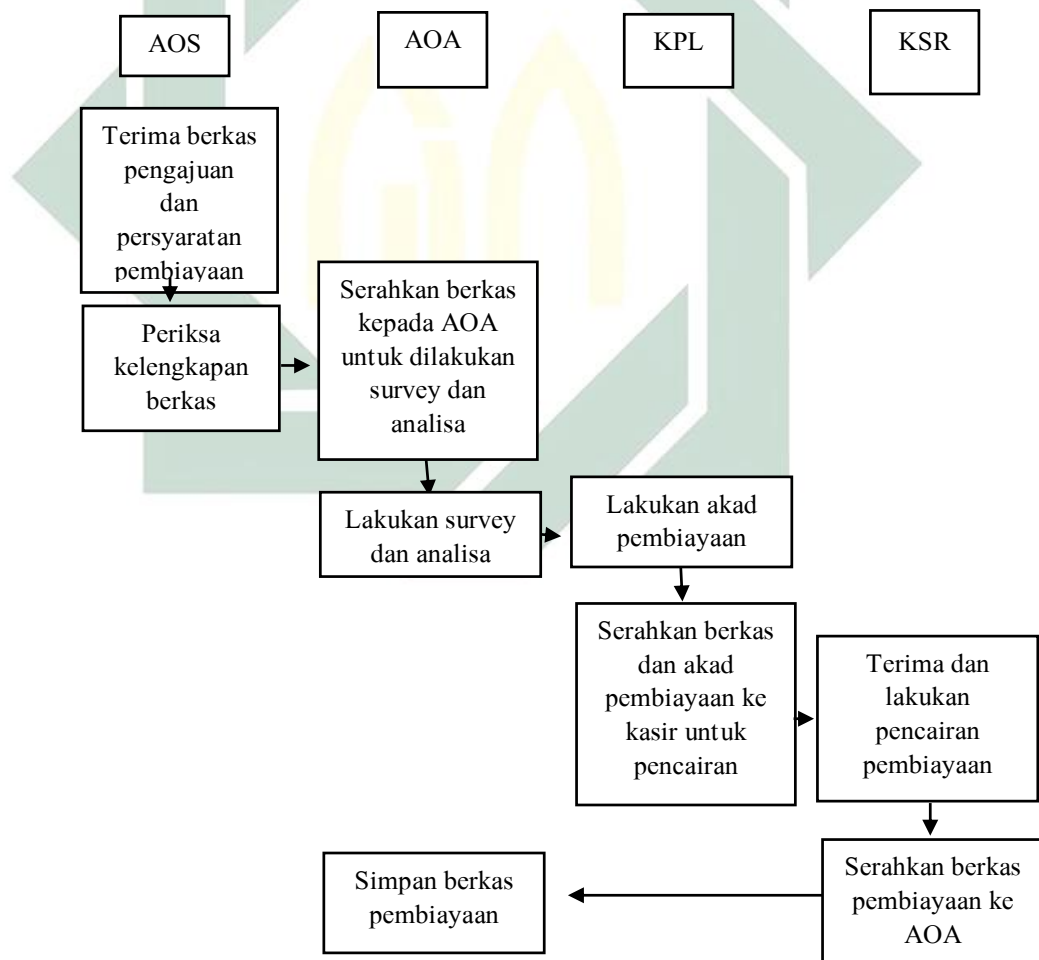 AOS
AOA
KPL
KSR
Terima berkas
pengajuan
dan
persyaratan
pembiayaan
Periksa
kelengkapan
berkas
Serahkan berkas
kepada AOA
untuk dilakukan
survey dan
analisa
Lakukan survey
dan analisa
Lakukan akad
pembiayaan
Serahkan berkas
dan akad
pembiayaan ke
kasir untuk
pencairan
Terima dan
lakukan
pencairan
pembiayaan
Serahkan berkas
pembiayaan ke
AOA
Simpan berkas
pembiayaan